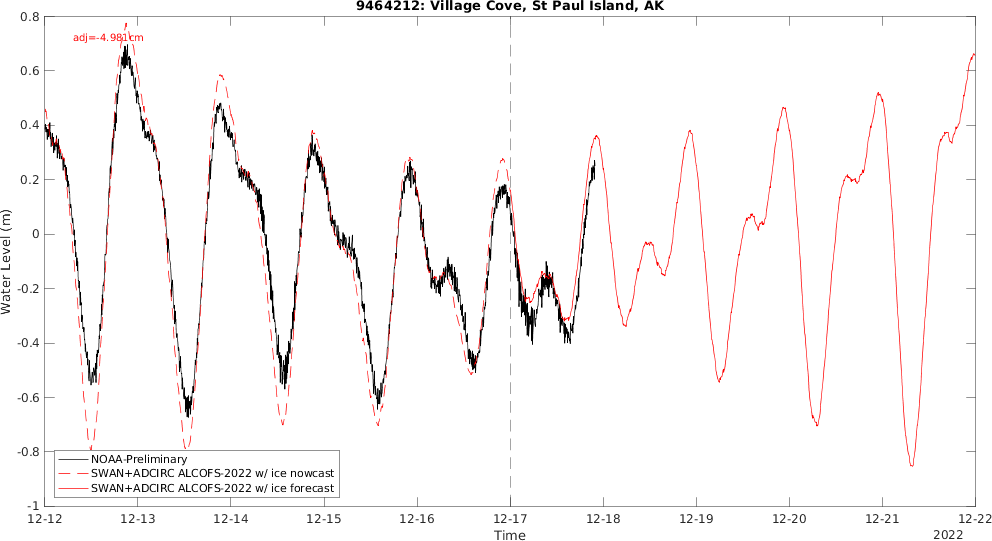 9464212: Village Cove, St Paul Island, AK
adj=-4.981cm
0.8
0.6
0.4
0.2
0
-0.2
-0.4
-0.6
-0.8
-1
Water Level (m)
NOAA-Preliminary
SWAN+ADCIRC ALCOFS-2022 w/ ice nowcast
SWAN+ADCIRC ALCOFS-2022 w/ ice forecast
12-12 12-13 12-14 12-15 12-16 12-17 12-18 12-19 12-20 12-21 12-22
Time
2022